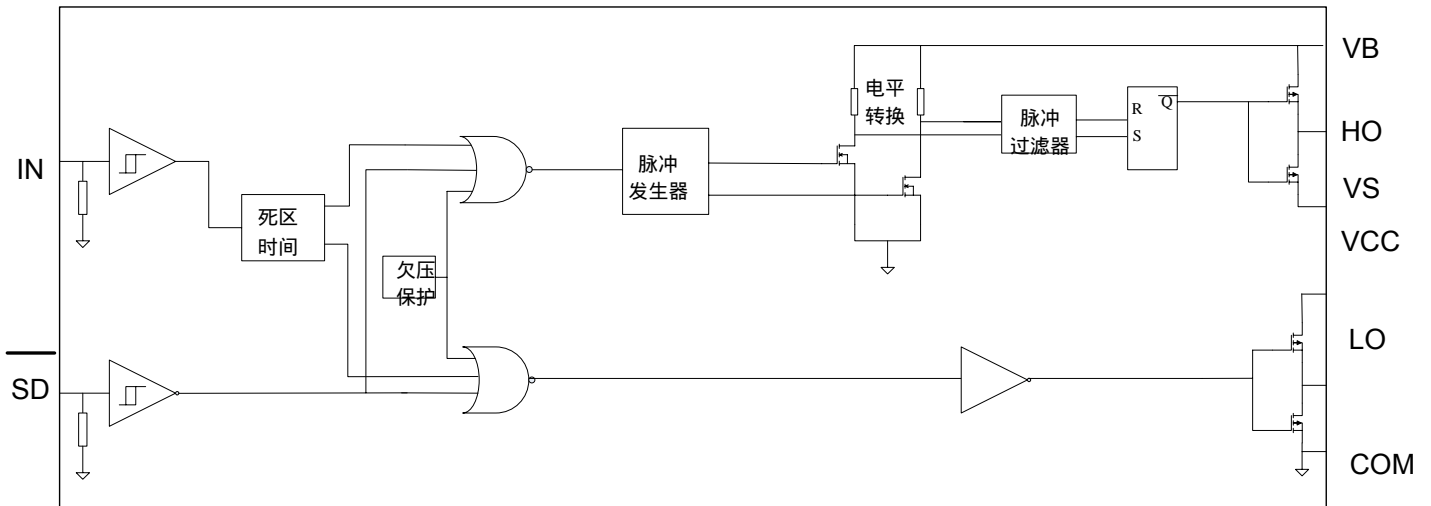 VB
电平
转换
脉冲
过滤器
R
Q
S
HO
IN
脉冲
发生器
VS
死区
时间
VCC
欠压
保护
LO
SD
COM